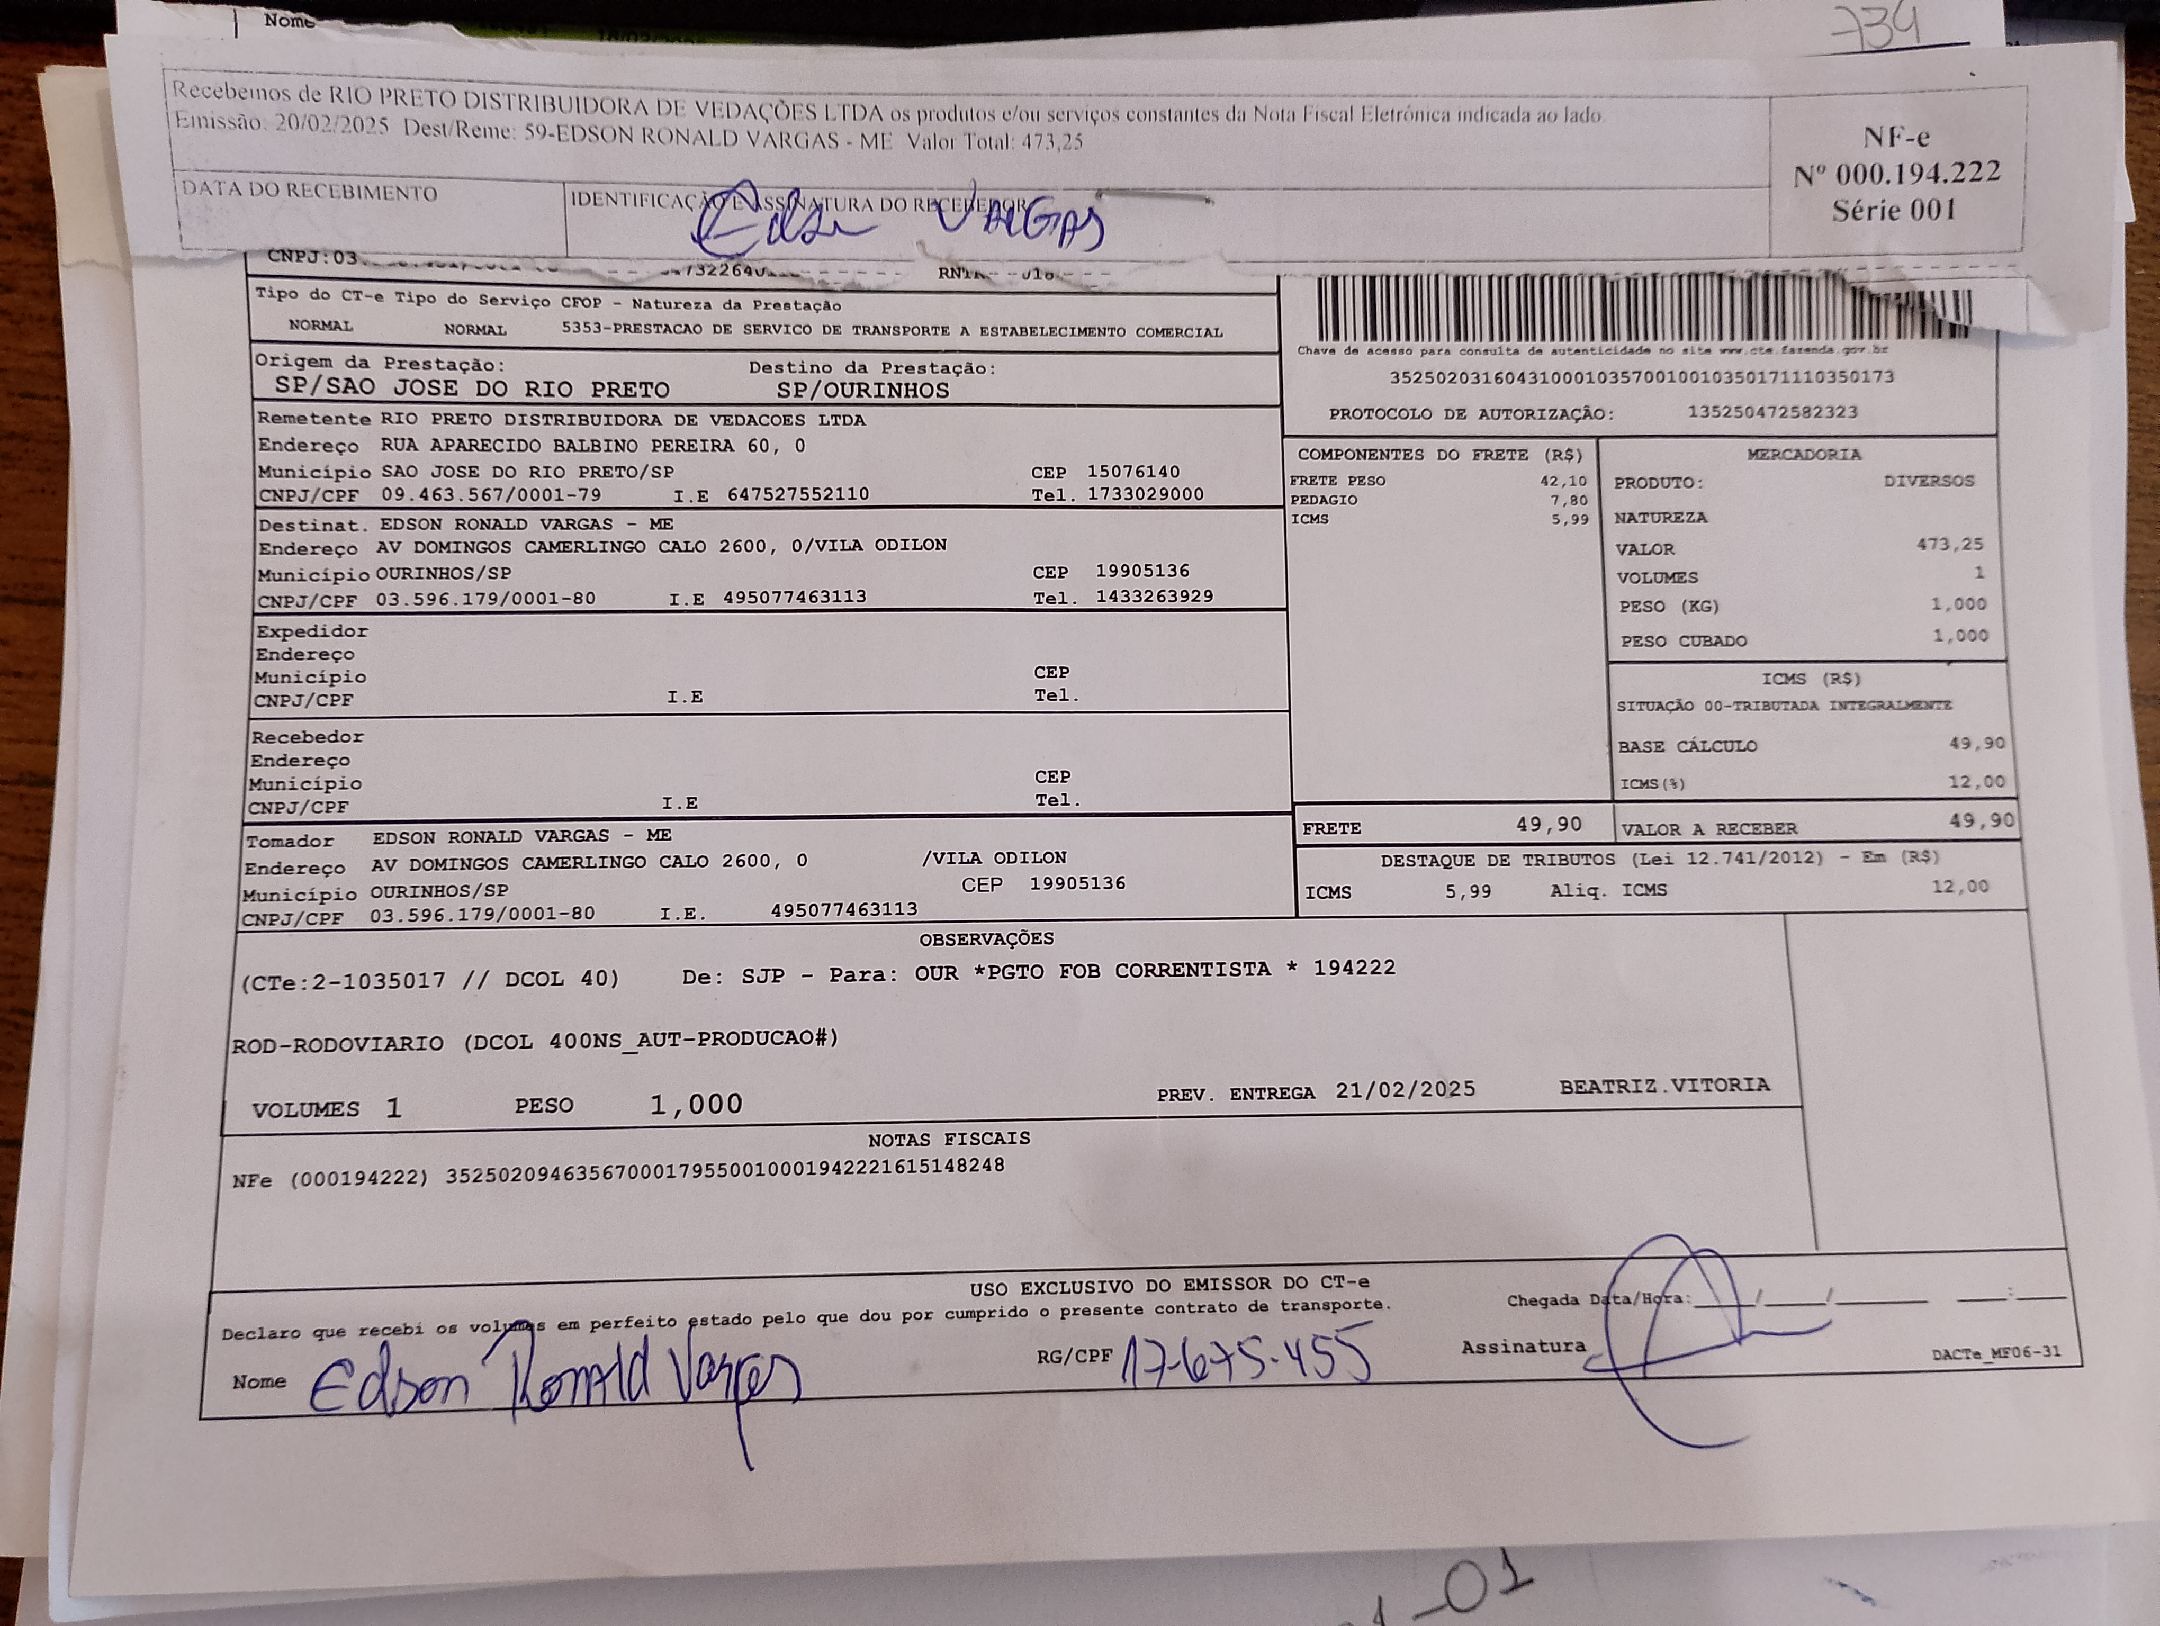 Nome
734
Recebemos de RIO PRETO DISTRIBUIDORA DE VEDAÇÕES LTDA os produtos e/ou serviços constantes da Nota Fiscal Eletrônica indicada ao lado.
Emissão: 20/02/2025 Dest/Reme: 59-EDSON RONALD VARGAS - ME Valor Total: 473,25
NF-e
Nº 000.194.222
Série 001
DATA DO RECEBIMENTO
IDENTIFICAÇÃO E ASSINATURA DO RECEBEDOR
Edson VARGAS
CNPJ:03
Tipo do CT-e Tipo do Serviço CFOP - Natureza da Prestação
NORMAL NORMAL 5353-PRESTACAO DE SERVICO DE TRANSPORTE A ESTABELECIMENTO COMERCIAL
Chave de acesso para consulta de autenticidade no site www.cte.fazenda.gov.br
35250203160431000103570010010350171110350173
PROTOCOLO DE AUTORIZAÇÃO: 135250472582323
Origem da Prestação: Destino da Prestação:
SP/SAO JOSE DO RIO PRETO SP/OURINHOS
Remetente RIO PRETO DISTRIBUIDORA DE VEDACOES LTDA
Endereço RUA APARECIDO BALBINO PEREIRA 60, 0
Município SAO JOSE DO RIO PRETO/SP CEP 15076140
CNPJ/CPF 09.463.567/0001-79 I.E 647527552110 Tel. 1733029000
Destinat. EDSON RONALD VARGAS - ME
Endereço AV DOMINGOS CAMERLINGO CALO 2600, 0/VILA ODILON
Município OURINHOS/SP CEP 19905136
CNPJ/CPF 03.596.179/0001-80 I.E 495077463113 Tel. 1433263929
Expedidor
Endereço
Município CEP
CNPJ/CPF I.E Tel.
Recebedor
Endereço
Município CEP
CNPJ/CPF I.E Tel.
Tomador EDSON RONALD VARGAS - ME
Endereço AV DOMINGOS CAMERLINGO CALO 2600, 0 /VILA ODILON
Município OURINHOS/SP CEP 19905136
CNPJ/CPF 03.596.179/0001-80 I.E. 495077463113
COMPONENTES DO FRETE (R$)
FRETE PESO 42,10
PEDAGIO 7,80
ICMS 5,99
MERCADORIA
PRODUTO: DIVERSOS
NATUREZA
VALOR 473,25
VOLUMES 1
PESO (KG) 1,000
PESO CUBADO 1,000
ICMS (R$)
SITUAÇÃO 00-TRIBUTADA INTEGRALMENTE
BASE CÁLCULO 49,90
ICMS(%) 12,00
FRETE 49,90 VALOR A RECEBER 49,90
DESTAQUE DE TRIBUTOS (Lei 12.741/2012) - Em (R$)
ICMS 5,99 Aliq. ICMS 12,00
OBSERVAÇÕES
(CTe:2-1035017 // DCOL 40) De: SJP - Para: OUR *PGTO FOB CORRENTISTA * 194222
ROD-RODOVIARIO (DCOL 400NS_AUT-PRODUCAO#)
VOLUMES 1 PESO 1,000 PREV. ENTREGA 21/02/2025 BEATRIZ.VITORIA
NOTAS FISCAIS
NFe (000194222) 35250209463567000179550010001942221615148248
USO EXCLUSIVO DO EMISSOR DO CT-e
Declaro que recebi os volumes em perfeito estado pelo que dou por cumprido o presente contrato de transporte.
Chegada Data/Hora: ____/____/______ ___:___
Nome Edson Ronald Vargas RG/CPF 17-675-455 Assinatura
DACTe_MF06-31
-01